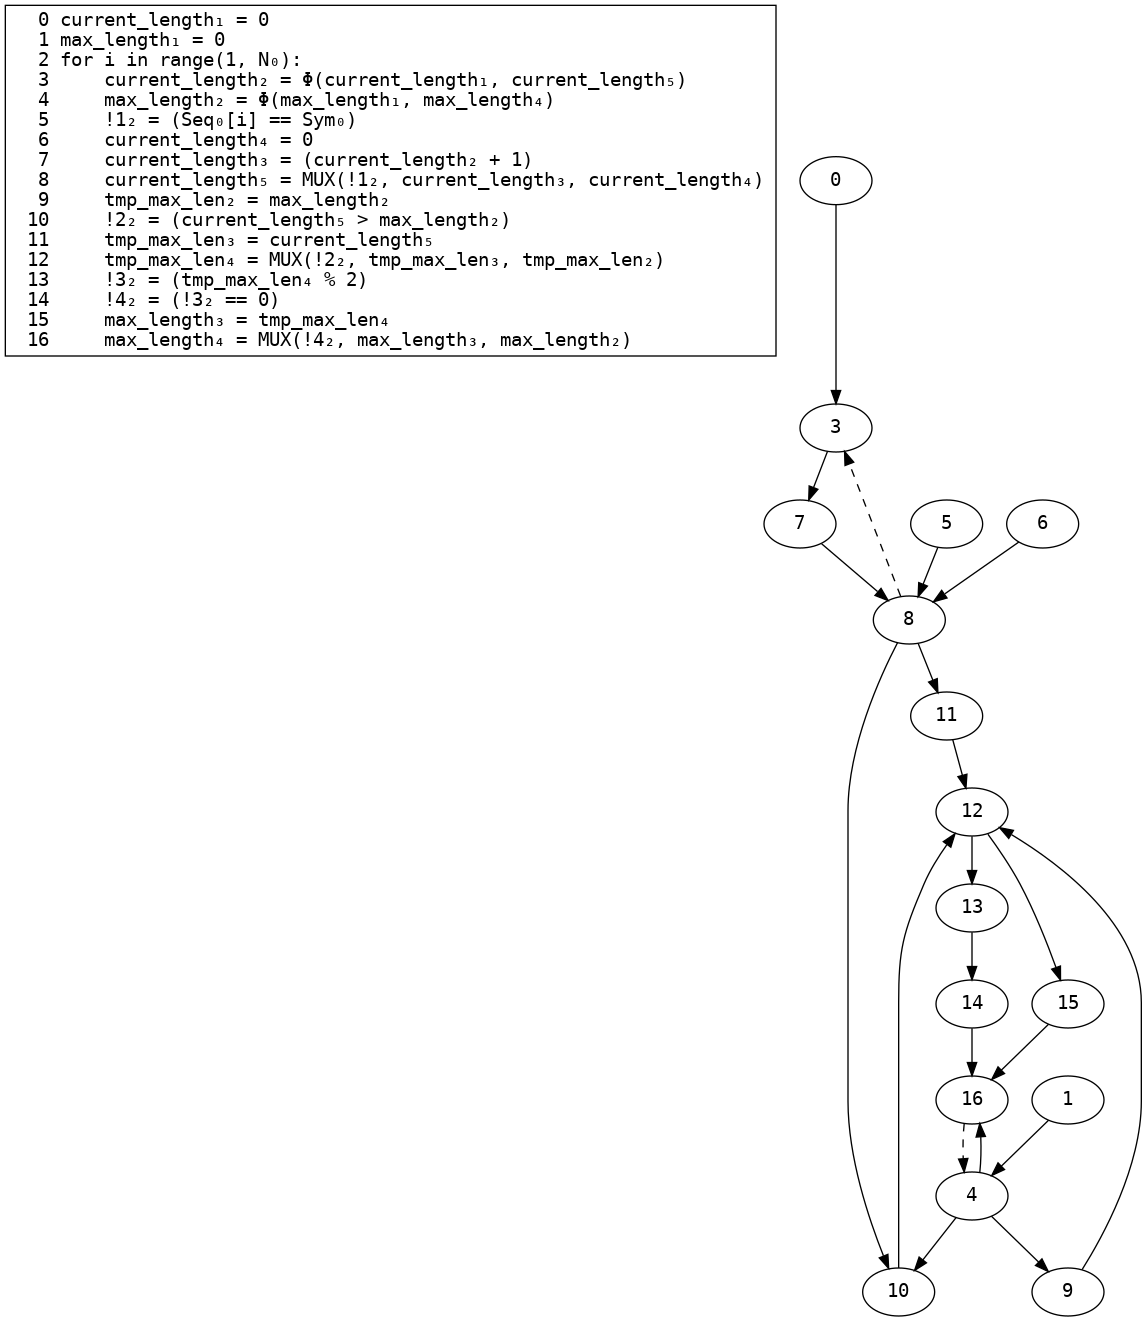 0 current_length₁ = 0
1 max_length₁ = 0
2 for i in range(1, N₀):
3     current_length₂ = Φ(current_length₁, current_length₅)
4     max_length₂ = Φ(max_length₁, max_length₄)
5     !1₂ = (Seq₀[i] == Sym₀)
6     current_length₄ = 0
7     current_length₃ = (current_length₂ + 1)
8     current_length₅ = MUX(!1₂, current_length₃, current_length₄)
9     tmp_max_len₂ = max_length₂
10     !2₂ = (current_length₅ > max_length₂)
11     tmp_max_len₃ = current_length₅
12     tmp_max_len₄ = MUX(!2₂, tmp_max_len₃, tmp_max_len₂)
13     !3₂ = (tmp_max_len₄ % 2)
14     !4₂ = (!3₂ == 0)
15     max_length₃ = tmp_max_len₄
16     max_length₄ = MUX(!4₂, max_length₃, max_length₂)
0
3
7
5
6
8
11
12
13
14
15
16
1
4
10
9